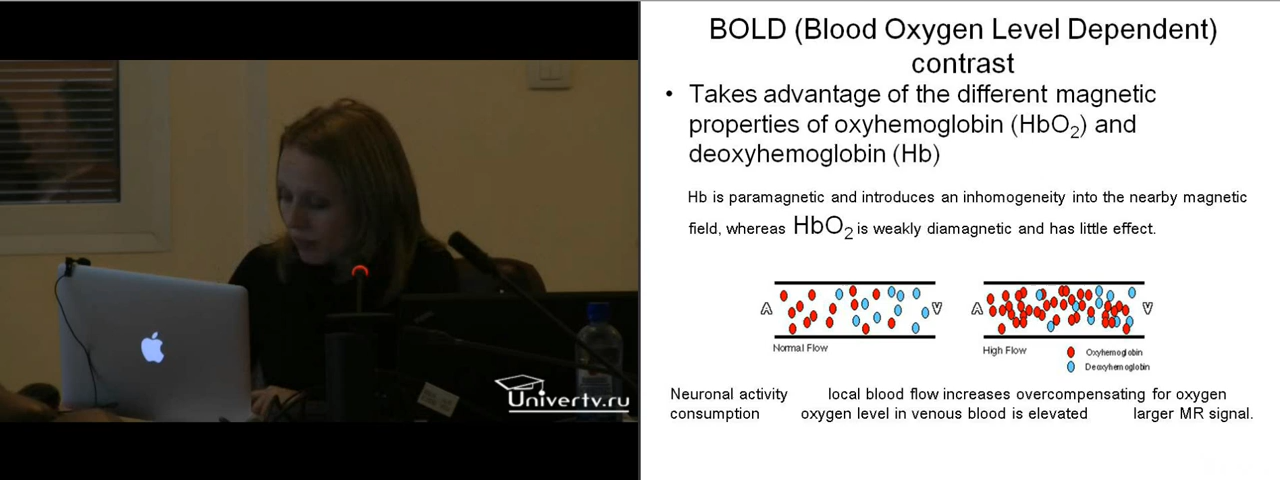 BOLD (Blood Oxygen Level Dependent)
contrast
• Takes advantage of the different magnetic
properties of oxyhemoglobin (HbO2) and
deoxyhemoglobin (Hb)
Hb is paramagnetic and introduces an inhomogeneity into the nearby magnetic
field, whereas HbO2 is weakly diamagnetic and has little effect.
A V A V
Normal Flow
High Flow
Oxyhemoglobin
Deoxyhemoglobin
Neuronal activity local blood flow increases overcompensating for oxygen
consumption oxygen level in venous blood is elevated larger MR signal.
Univertv.ru